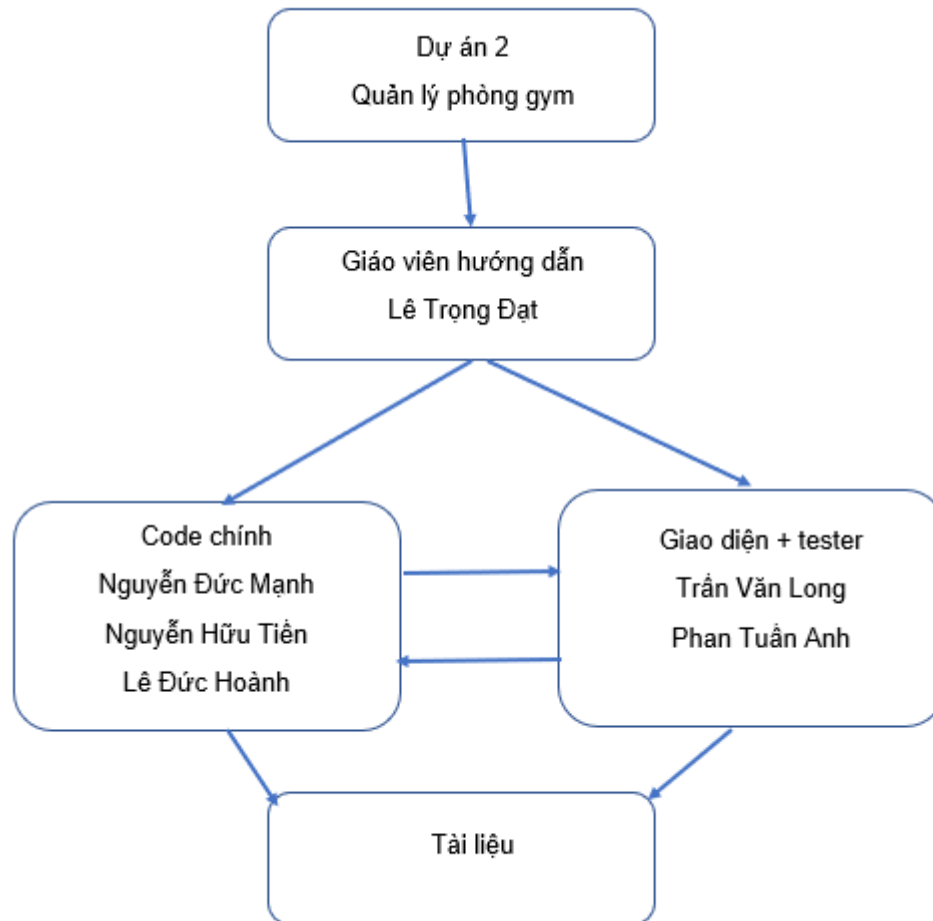 Dự án 2
Quản lý phòng gym
Giáo viên hướng dẫn
Lê Trọng Đạt
Code chính
Nguyễn Đức Mạnh
Nguyễn Hữu Tiền
Lê Đức Hoành
Giao diện + tester
Trần Văn Long
Phan Tuấn Anh
Tài liệu